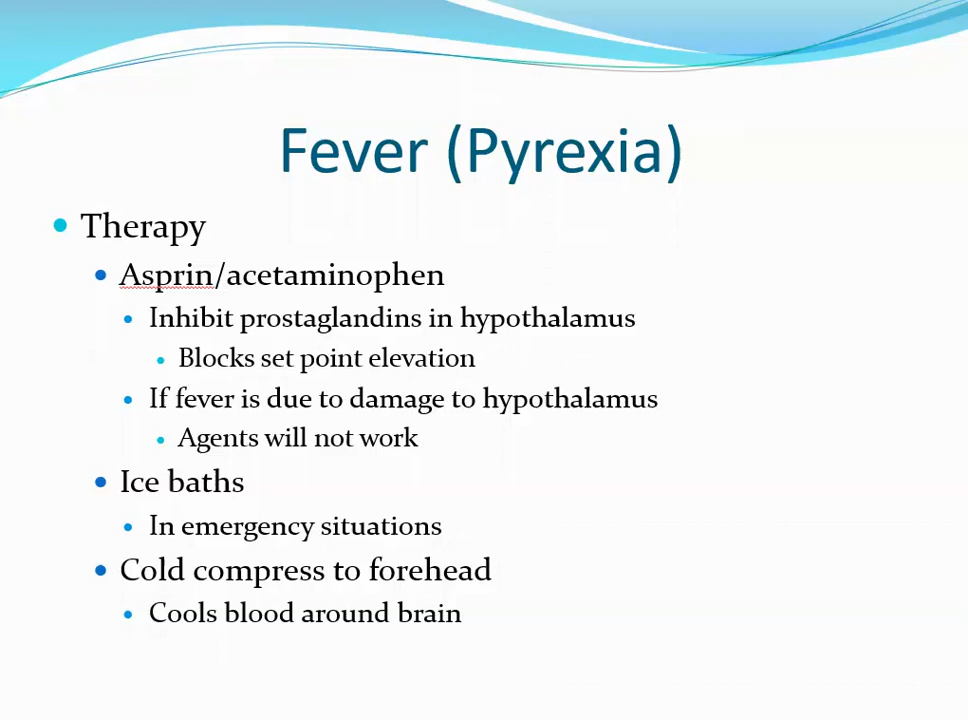 Fever (Pyrexia)
Therapy
Asprin/acetaminophen
Inhibit prostaglandins in hypothalamus
Blocks set point elevation
If fever is due to damage to hypothalamus
Agents will not work
Ice baths
In emergency situations
Cold compress to forehead
Cools blood around brain